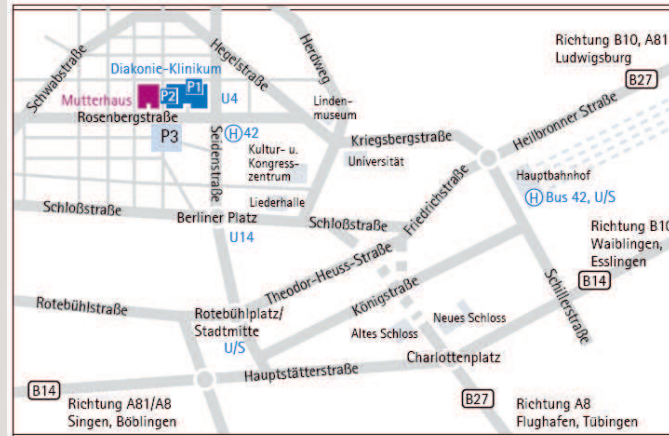 Richtung B10, A81
Ludwigsburg
B27
Schwabstraße
Hegelstraße
Herdweg
Diakonie-Klinikum
P1
P2
Mutterhaus
U4
Linden-
museum
Heilbronner Straße
Rosenbergstraße
P3
Seidenstraße
H 42
Kriegsbergstraße
Kultur- u.
Kongress-
zentrum
Universität
Hauptbahnhof
H Bus 42, U/S
Liederhalle
Friedrichstraße
Schloßstraße
Berliner Platz
Schloßstraße
U14
Richtung B10
Waiblingen,
Esslingen
B14
Theodor-Heuss-Straße
Schillerstraße
Rotebühlstraße
Königstraße
Rotebühlplatz/
Stadtmitte
U/S
Neues Schloss
Altes Schloss
Charlottenplatz
Hauptstätterstraße
B14
Richtung A81/A8
Singen, Böblingen
B27
Richtung A8
Flughafen, Tübingen